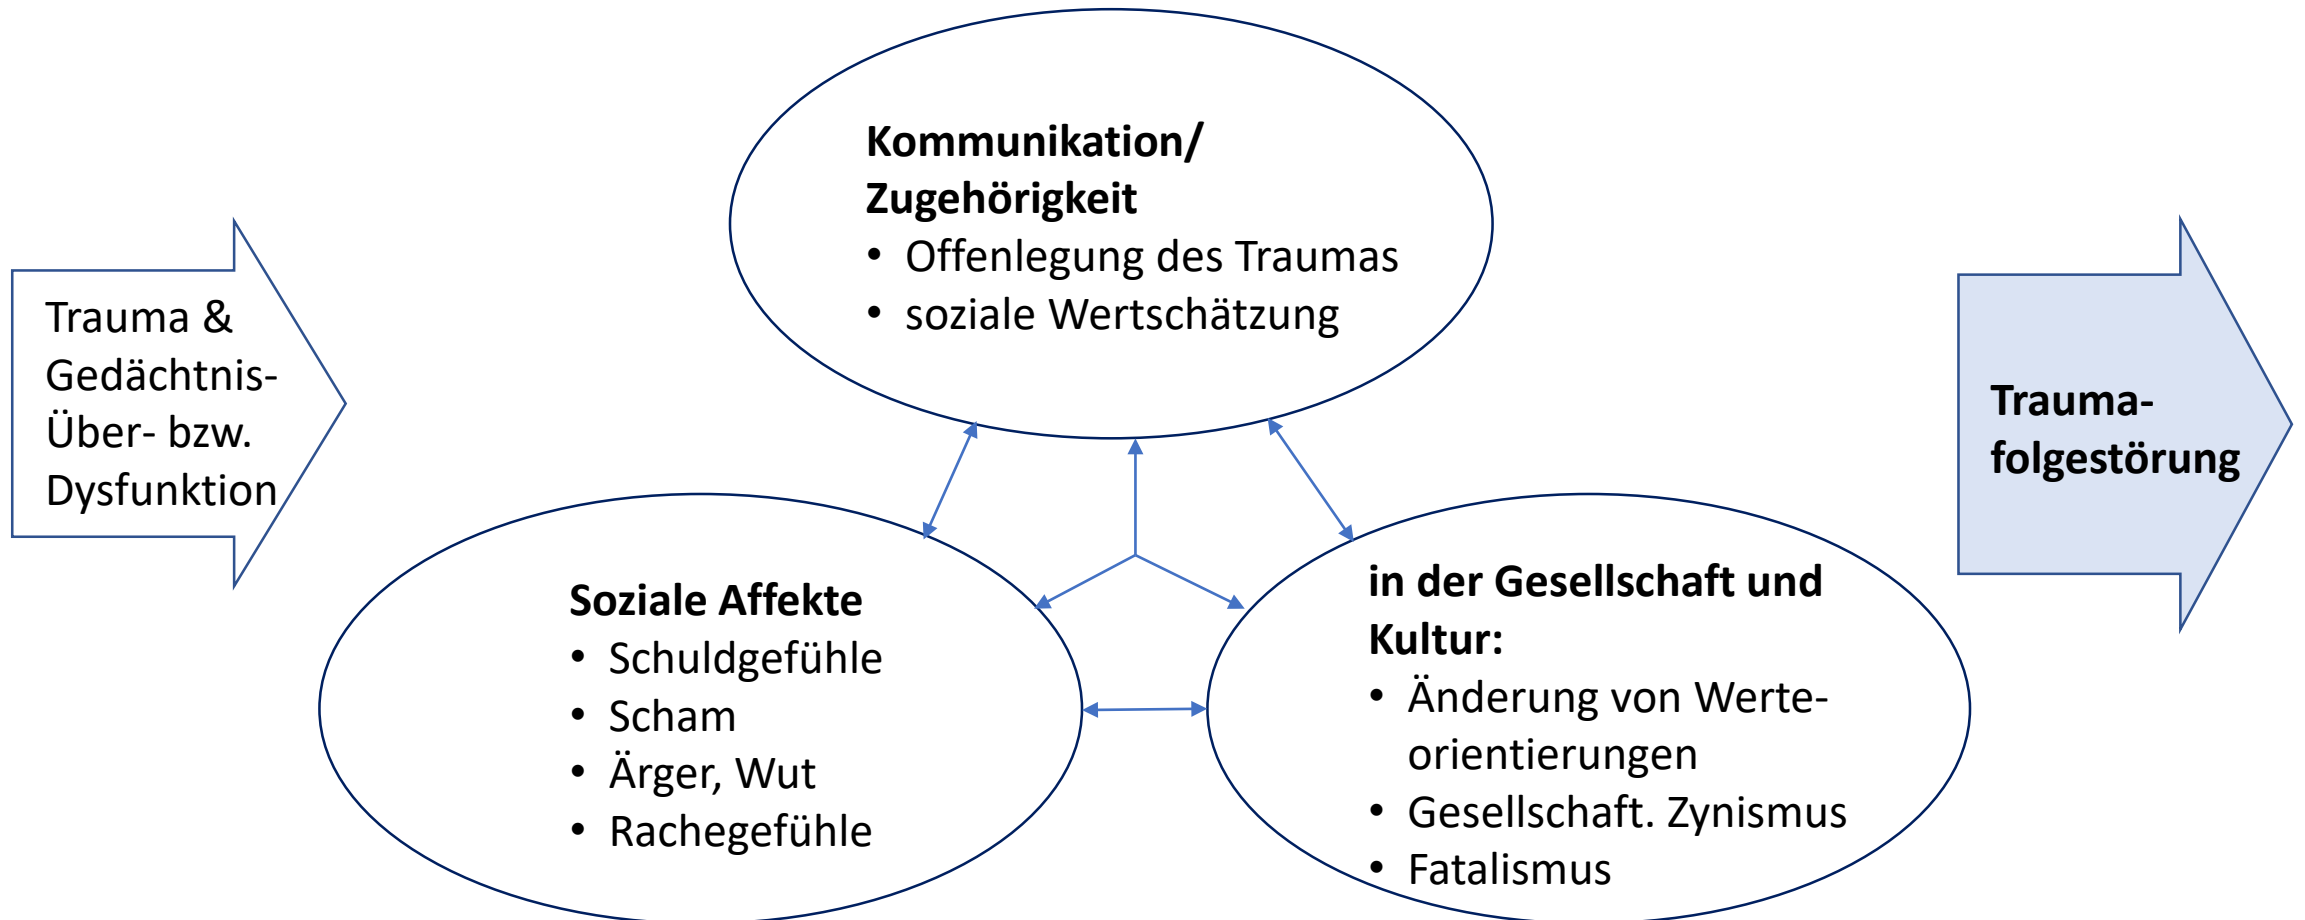 Trauma &
Gedächtnis-
Über- bzw.
Dysfunktion
Kommunikation/
Zugehörigkeit
• Offenlegung des Traumas
• soziale Wertschätzung
Soziale Affekte
• Schuldgefühle
• Scham
• Ärger, Wut
• Rachegefühle
in der Gesellschaft und
Kultur:
• Änderung von Werte-
orientierungen
• Gesellschaft. Zynismus
• Fatalismus
Trauma-
folgestörung